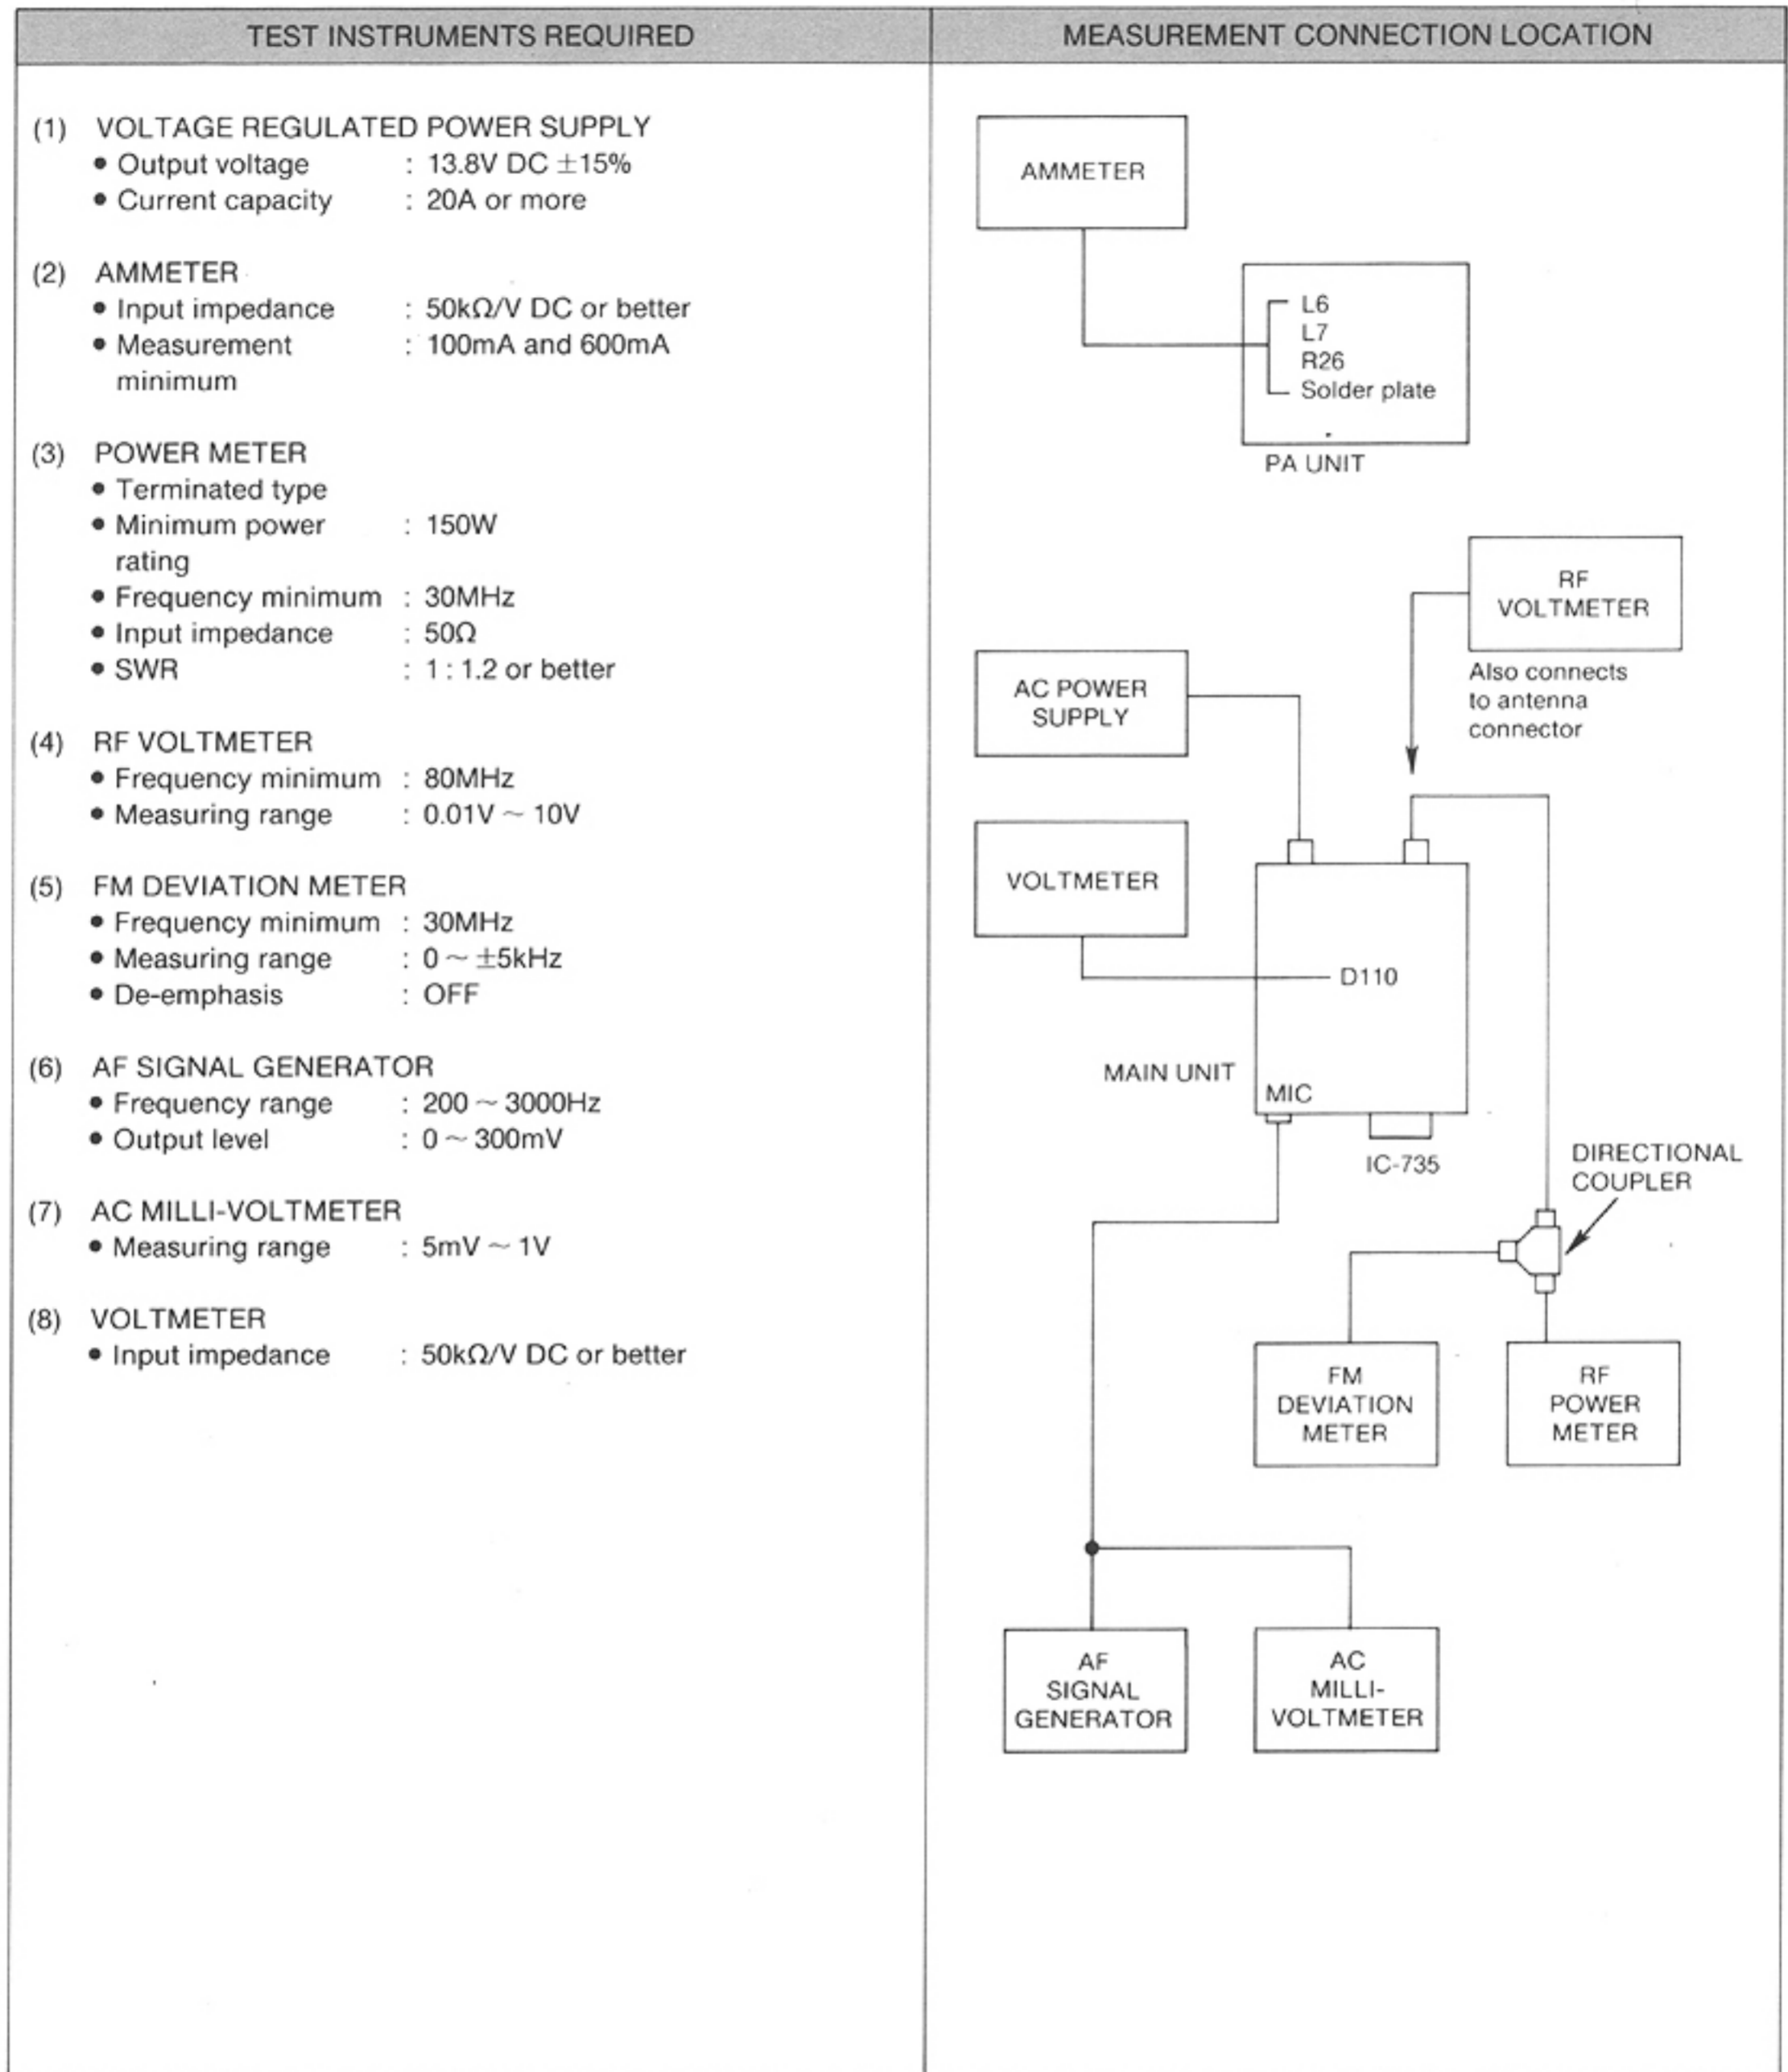 TEST INSTRUMENTS REQUIRED
(1) VOLTAGE REGULATED POWER SUPPLY
• Output voltage : 13.8V DC ±15%
• Current capacity : 20A or more
(2) AMMETER
• Input impedance : 50kΩ/V DC or better
• Measurement : 100mA and 600mA
minimum
(3) POWER METER
• Terminated type
• Minimum power : 150W
rating
• Frequency minimum : 30MHz
• Input impedance : 50Ω
• SWR : 1 : 1.2 or better
(4) RF VOLTMETER
• Frequency minimum : 80MHz
• Measuring range : 0.01V ~ 10V
(5) FM DEVIATION METER
• Frequency minimum : 30MHz
• Measuring range : 0 ~ ±5kHz
• De-emphasis : OFF
(6) AF SIGNAL GENERATOR
• Frequency range : 200 ~ 3000Hz
• Output level : 0 ~ 300mV
(7) AC MILLI-VOLTMETER
• Measuring range : 5mV ~ 1V
(8) VOLTMETER
• Input impedance : 50kΩ/V DC or better
MEASUREMENT CONNECTION LOCATION
AMMETER
L6
L7
R26
Solder plate
PA UNIT
RF
VOLTMETER
Also connects
to antenna
connector
AC POWER
SUPPLY
VOLTMETER
D110
MAIN UNIT
MIC
IC-735
DIRECTIONAL
COUPLER
FM
DEVIATION
METER
RF
POWER
METER
AF
SIGNAL
GENERATOR
AC
MILLI-
VOLTMETER